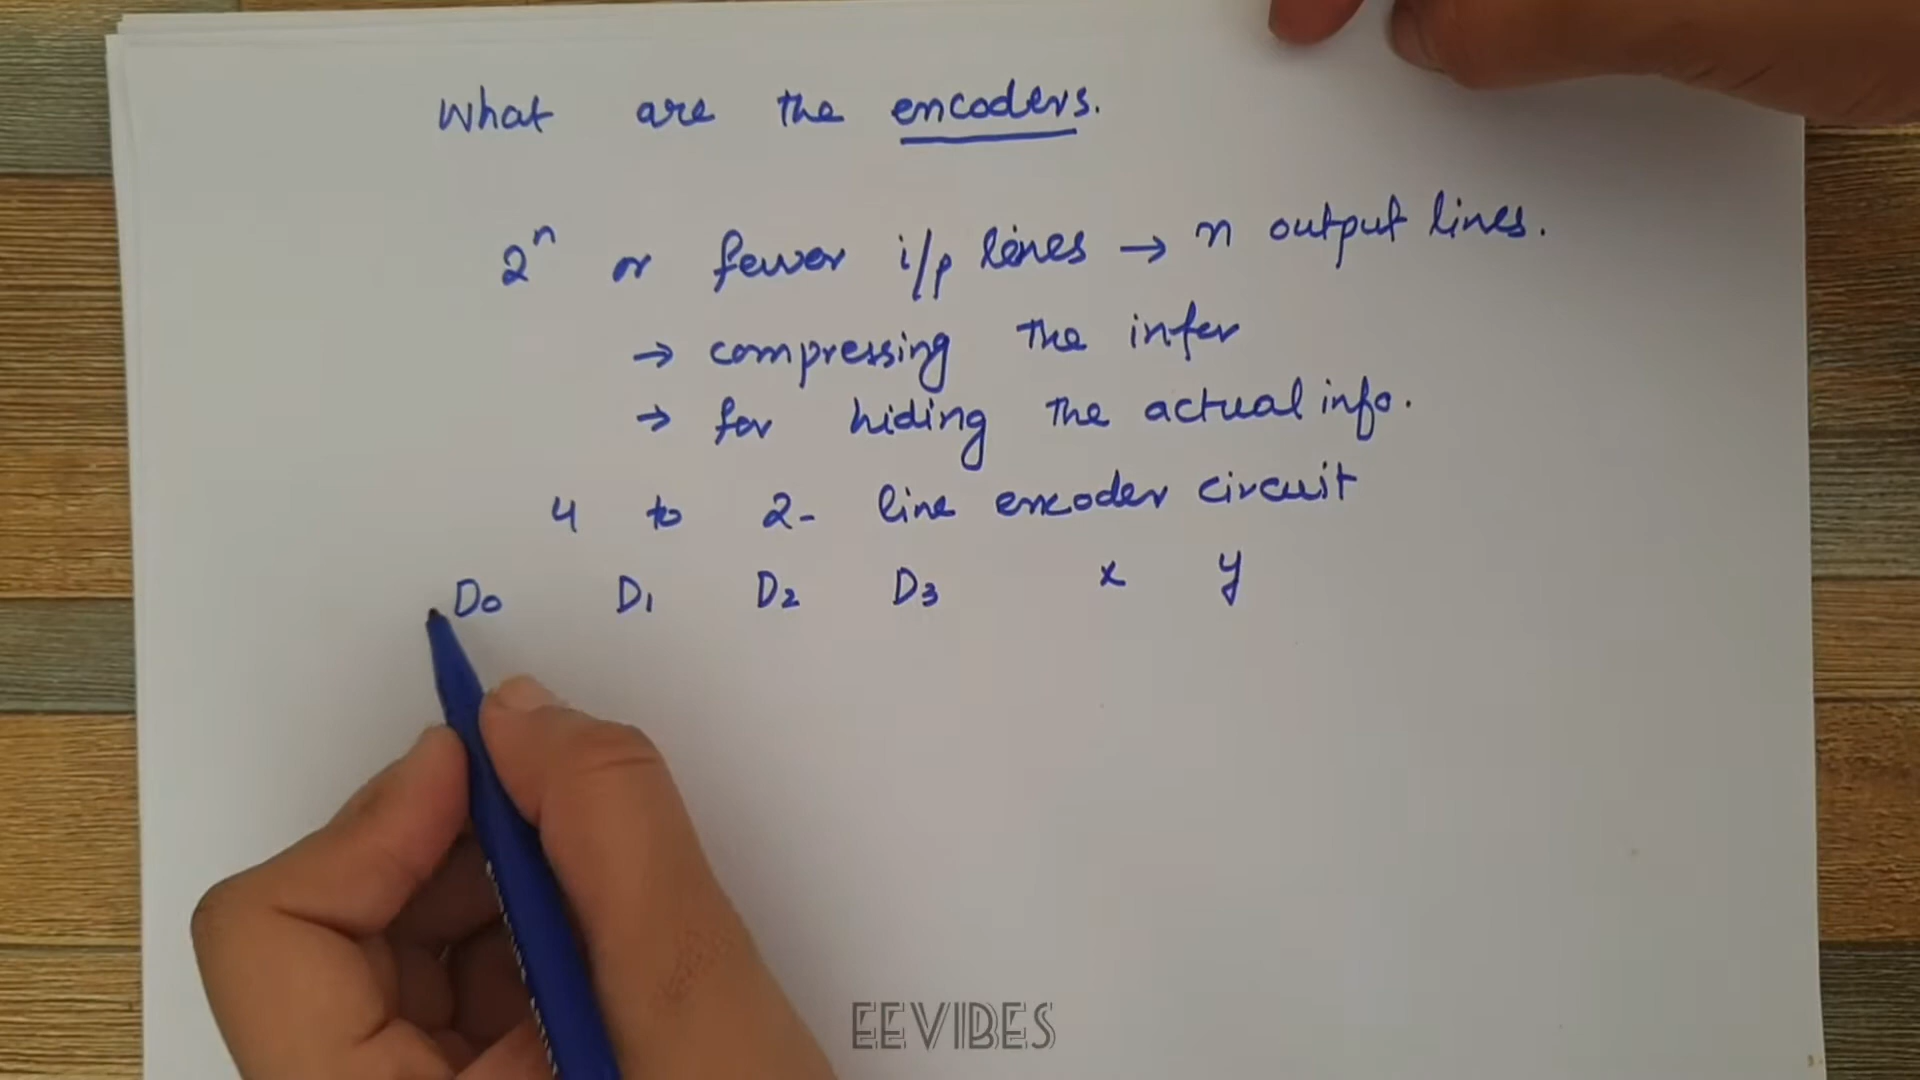 What are the encoders.
2^n or fewer i/p lines → n output lines.
→ compressing the infor
→ for hiding the actual info.
4 to 2- line encoder circuit
D0 D1 D2 D3 x y
EEVIBES